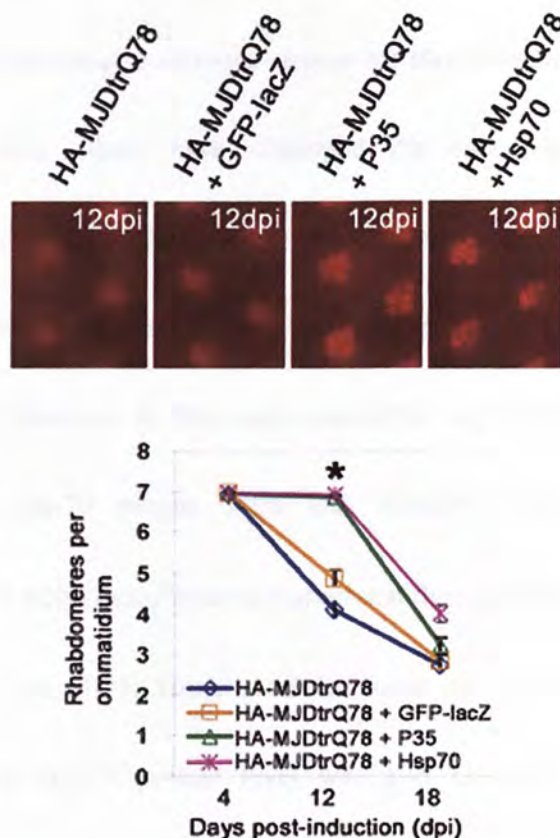 HA-MJDtrQ78
HA-MJDtrQ78
+ GFP-lacZ
HA-MJDtrQ78
+ P35
HA-MJDtrQ78
+Hsp70
12dpi
12dpi
12dpi
12dpi
8
7
6
5
4
3
2
1
0
*
Rhabdomeres per
ommatidium
HA-MJDtrQ78
HA-MJDtrQ78 + GFP-lacZ
HA-MJDtrQ78 + P35
HA-MJDtrQ78 + Hsp70
4
12
18
Days post-induction (dpi)